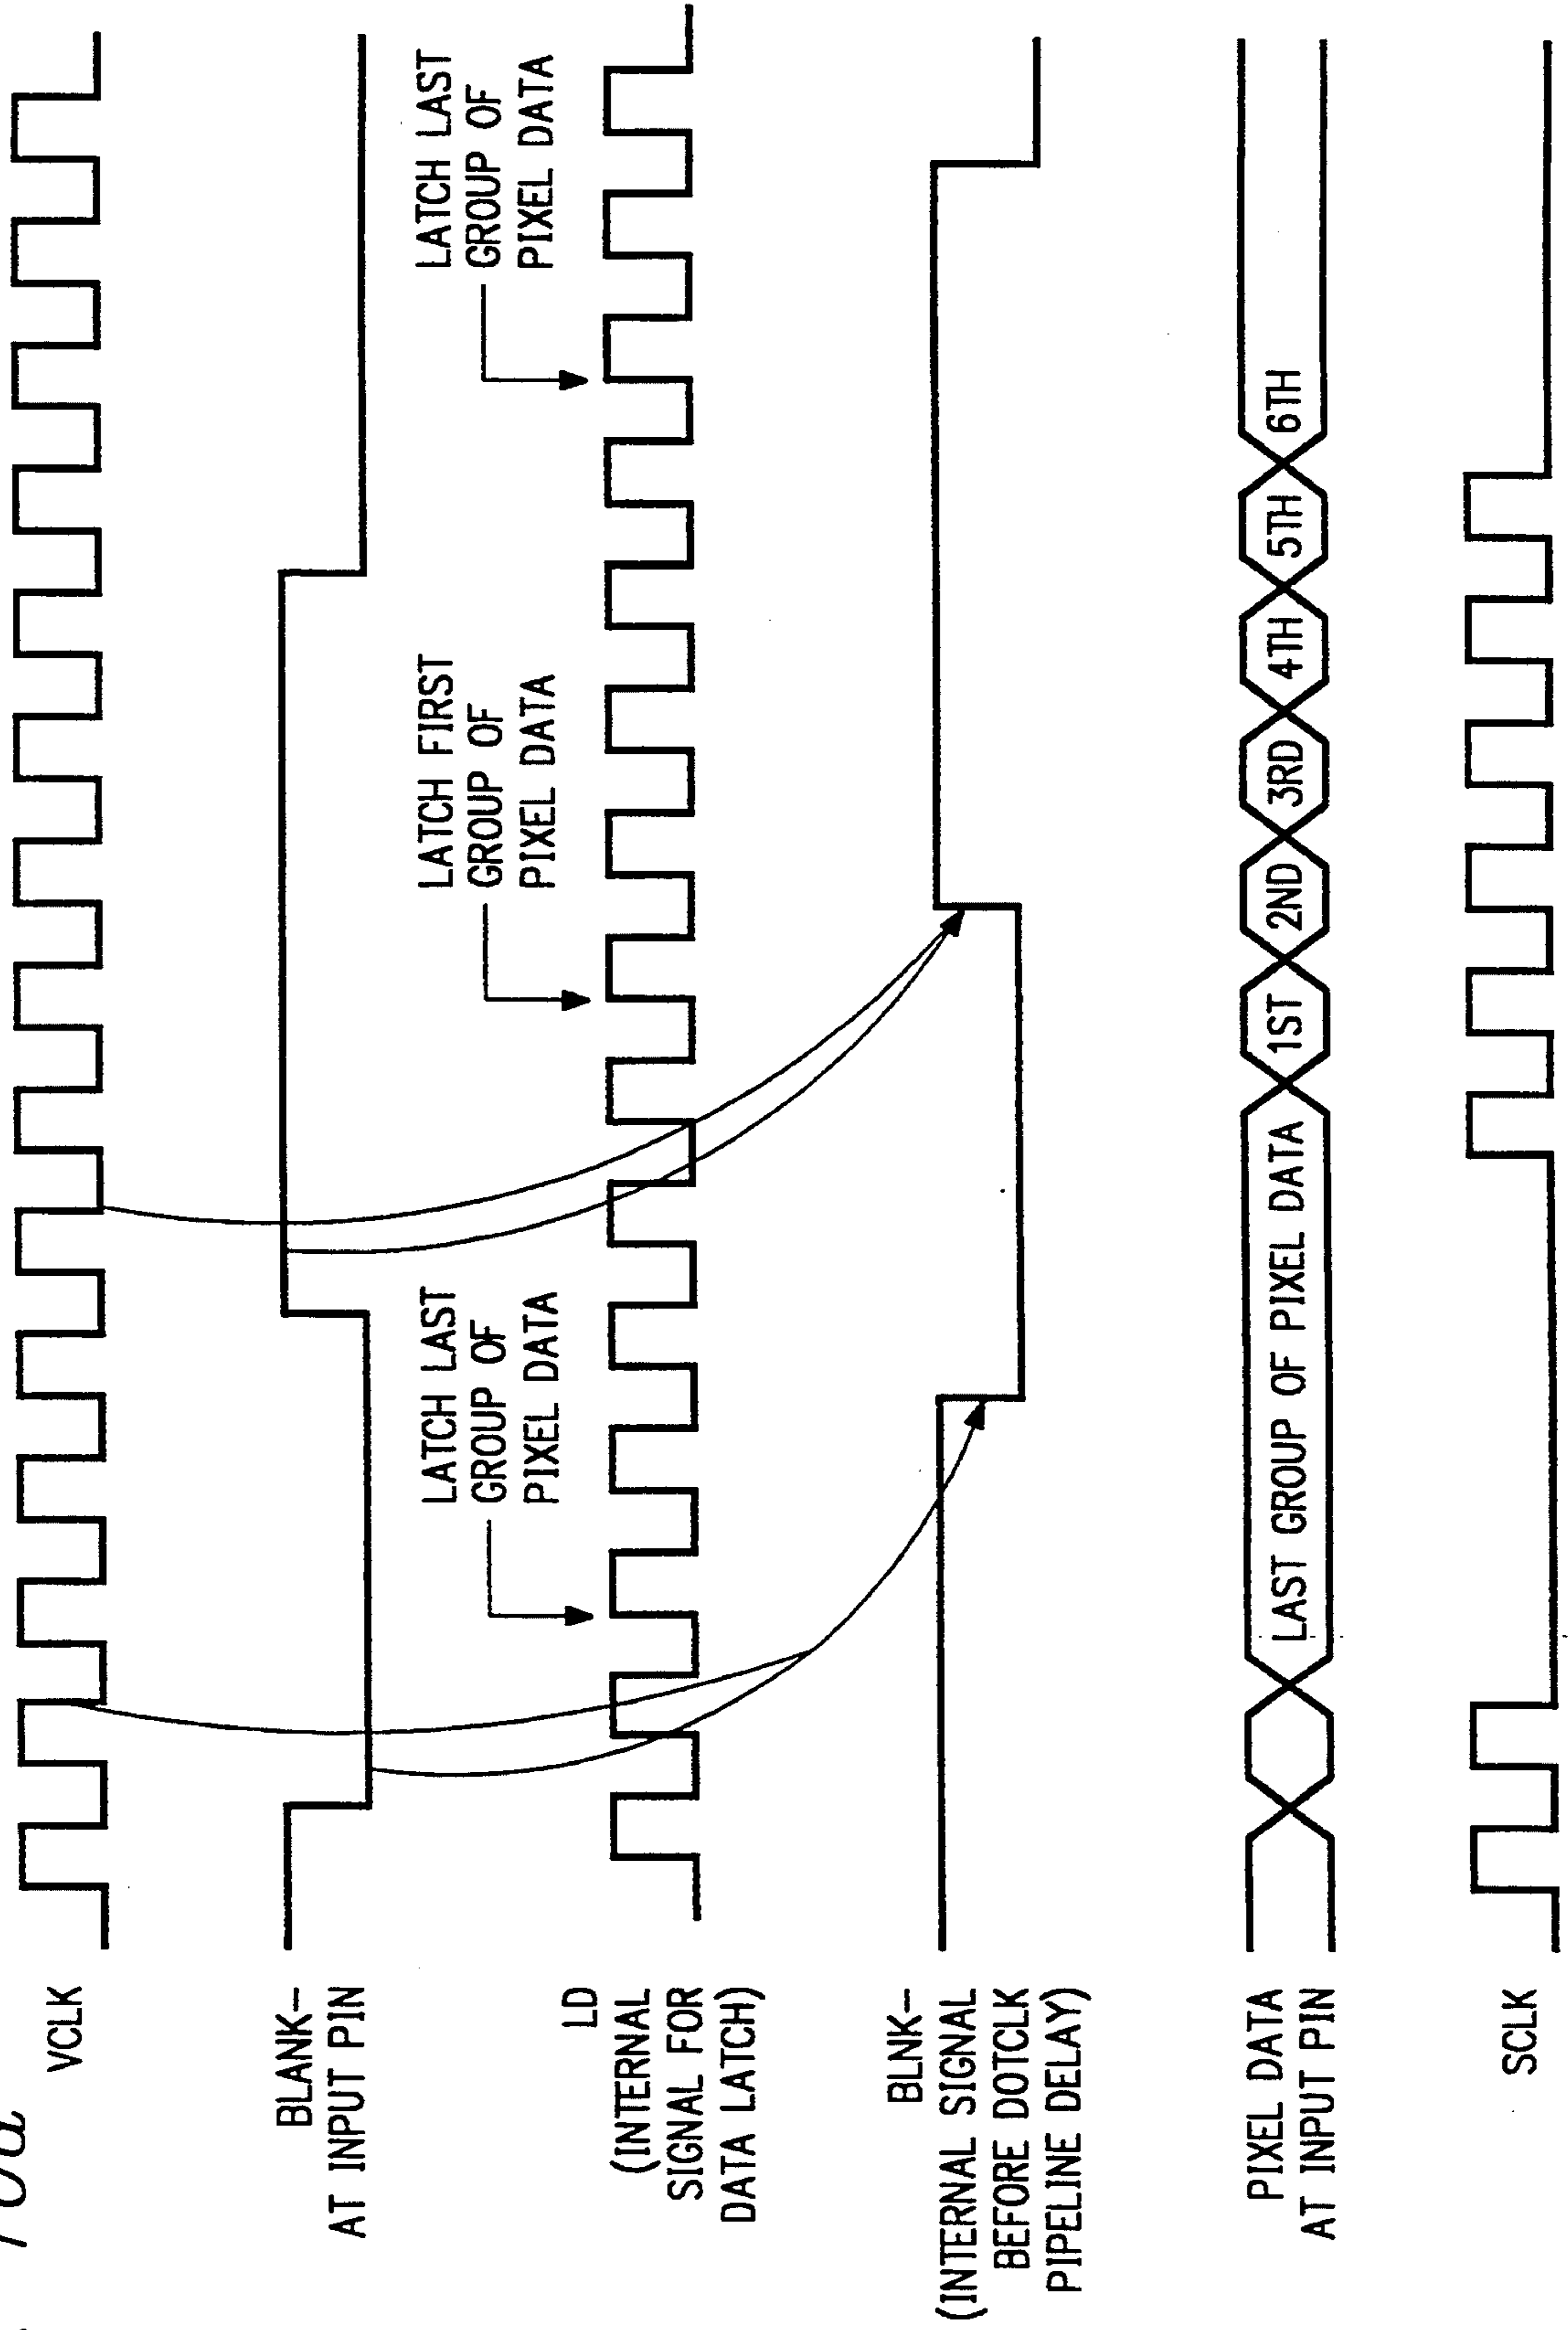 VCLK
BLANK-
AT INPUT PIN
LATCH LAST
GROUP OF
PIXEL DATA
LATCH FIRST
GROUP OF
PIXEL DATA
LATCH LAST
GROUP OF
PIXEL DATA
LD
(INTERNAL
SIGNAL FOR
DATA LATCH)
BLNK-
(INTERNAL SIGNAL
BEFORE DOTCLK
PIPELINE DELAY)
PIXEL DATA
AT INPUT PIN
LAST GROUP OF PIXEL DATA 1ST 2ND 3RD 4TH 5TH 6TH
SCLK